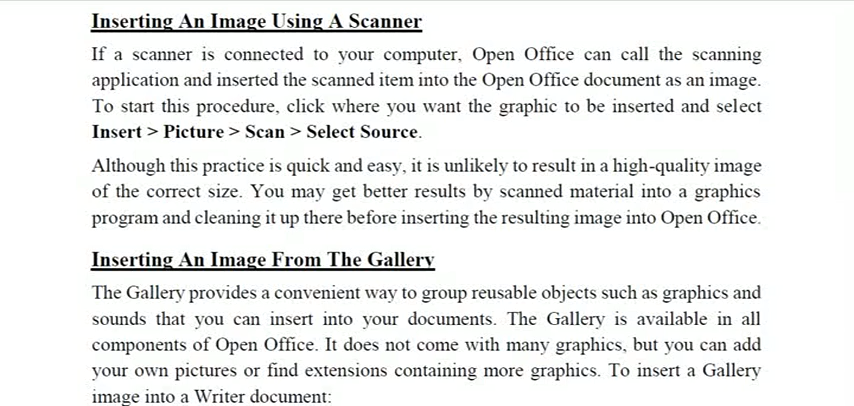 Inserting An Image Using A Scanner
If a scanner is connected to your computer, Open Office can call the scanning
application and inserted the scanned item into the Open Office document as an image.
To start this procedure, click where you want the graphic to be inserted and select
Insert > Picture > Scan > Select Source.
Although this practice is quick and easy, it is unlikely to result in a high-quality image
of the correct size. You may get better results by scanned material into a graphics
program and cleaning it up there before inserting the resulting image into Open Office.
Inserting An Image From The Gallery
The Gallery provides a convenient way to group reusable objects such as graphics and
sounds that you can insert into your documents. The Gallery is available in all
components of Open Office. It does not come with many graphics, but you can add
your own pictures or find extensions containing more graphics. To insert a Gallery
image into a Writer document: